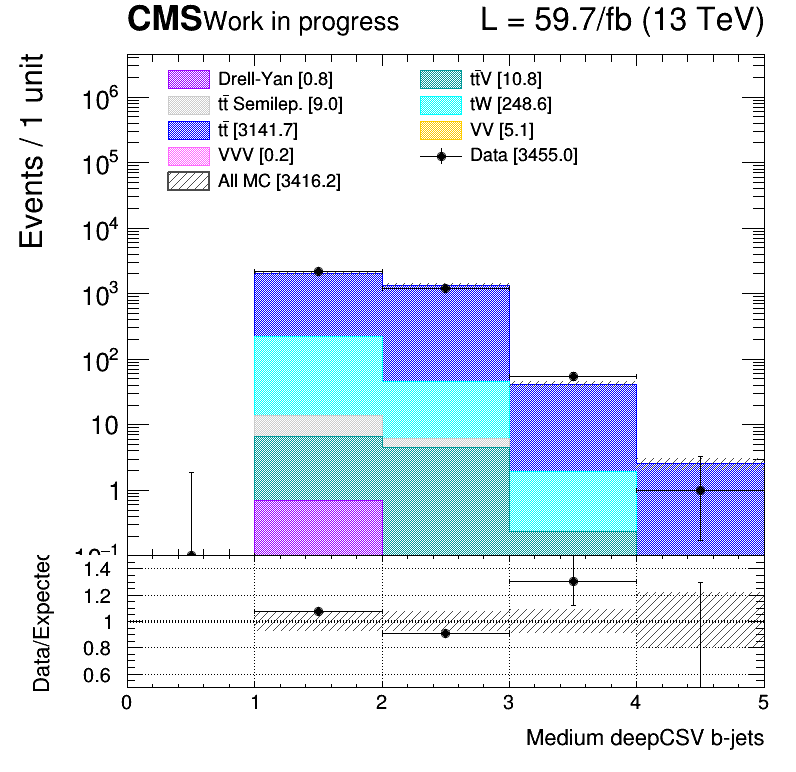 CMS Work in progress L = 59.7/fb (13 TeV)
Events / 1 unit
Drell-Yan [0.8]
tt̄ Semilep. [9.0]
tt̄ [3141.7]
VVV [0.2]
All MC [3416.2]
tt̄V [10.8]
tW [248.6]
VV [5.1]
Data [3455.0]
10⁶
10⁵
10⁴
10³
10²
10
1
10⁻¹
Data/Expected
1.4
1.2
1
0.8
0.6
0 1 2 3 4 5
Medium deepCSV b-jets